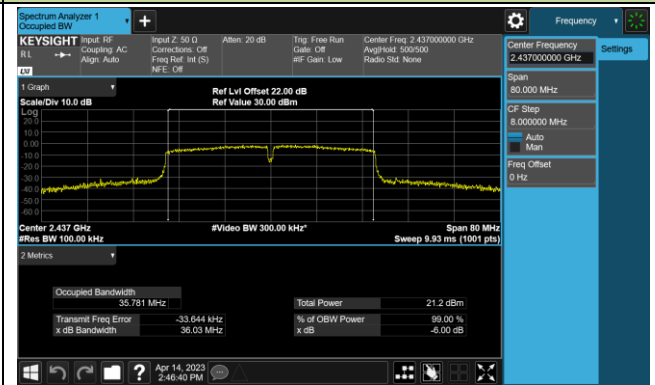 Spectrum Analyzer 1
Occupied BW
+
Frequency
KEYSIGHT
RL
LXI
Input: RF
Coupling: AC
Align: Auto
Input Z: 50 Ω
Corrections: Off
Freq Ref: Int (S)
NFE: Off
Atten: 20 dB
Trig: Free Run
Gate: Off
#IF Gain: Low
Center Freq: 2.437000000 GHz
Avg|Hold: 500/500
Radio Std: None
Center Frequency
2.437000000 GHz
Settings
Span
80.000 MHz
CF Step
8.000000 MHz
Auto
Man
Freq Offset
0 Hz
1 Graph
Scale/Div 10.0 dB
Ref Lvl Offset 22.00 dB
Ref Value 30.00 dBm
Log
20.0
10.0
0.00
-10.0
-20.0
-30.0
-40.0
-50.0
-60.0
Center 2.437 GHz
#Res BW 100.00 kHz
#Video BW 300.00 kHz*
Span 80 MHz
Sweep 9.93 ms (1001 pts)
2 Metrics
Occupied Bandwidth
35.781 MHz
Total Power 21.2 dBm
Transmit Freq Error -33.644 kHz
% of OBW Power 99.00 %
x dB Bandwidth 36.03 MHz
x dB -6.00 dB
?
Apr 14, 2023
2:46:40 PM